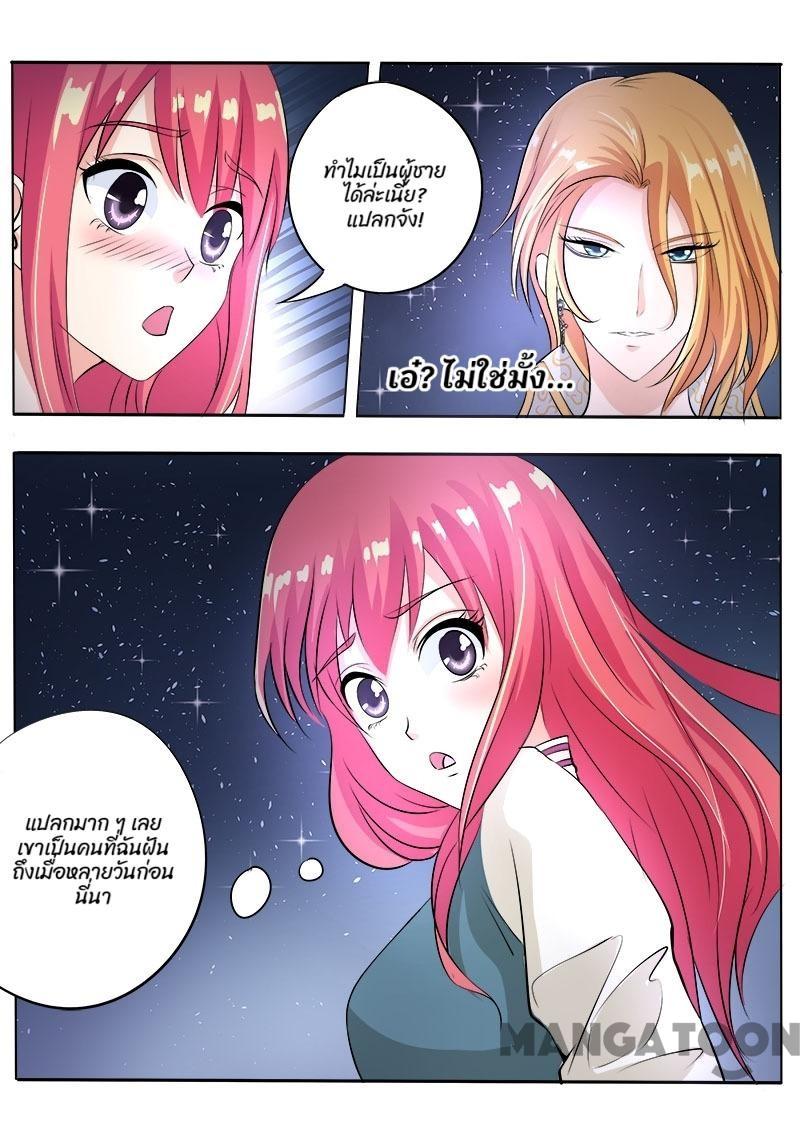 ทำไมเป็นผู้ชาย
ได้ล่ะเนี่ย?
แปลกจัง!
เอ๋? ไม่ใช่มั้ง...
แปลกมาก ๆ เลย
เขาเป็นคนที่ฉันฝัน
ถึงเมื่อหลายวันก่อน
นี่นา
MANGATOON